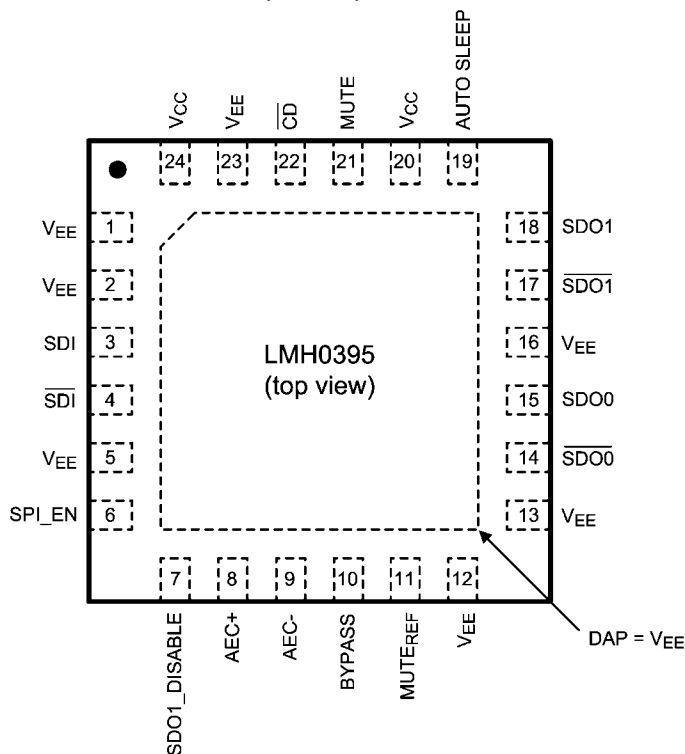 VCC
VEE
CD
MUTE
VCC
AUTO SLEEP
24
23
22
21
20
19
VEE
1
VEE
2
SDI
3
SDI
4
VEE
5
SPI_EN
6
LMH0395
(top view)
18
SDO1
17
SDO1
16
VEE
15
SDO0
14
SDO0
13
VEE
7
8
9
10
11
12
SDO1_DISABLE
AEC+
AEC-
BYPASS
MUTEREF
VEE
DAP = VEE